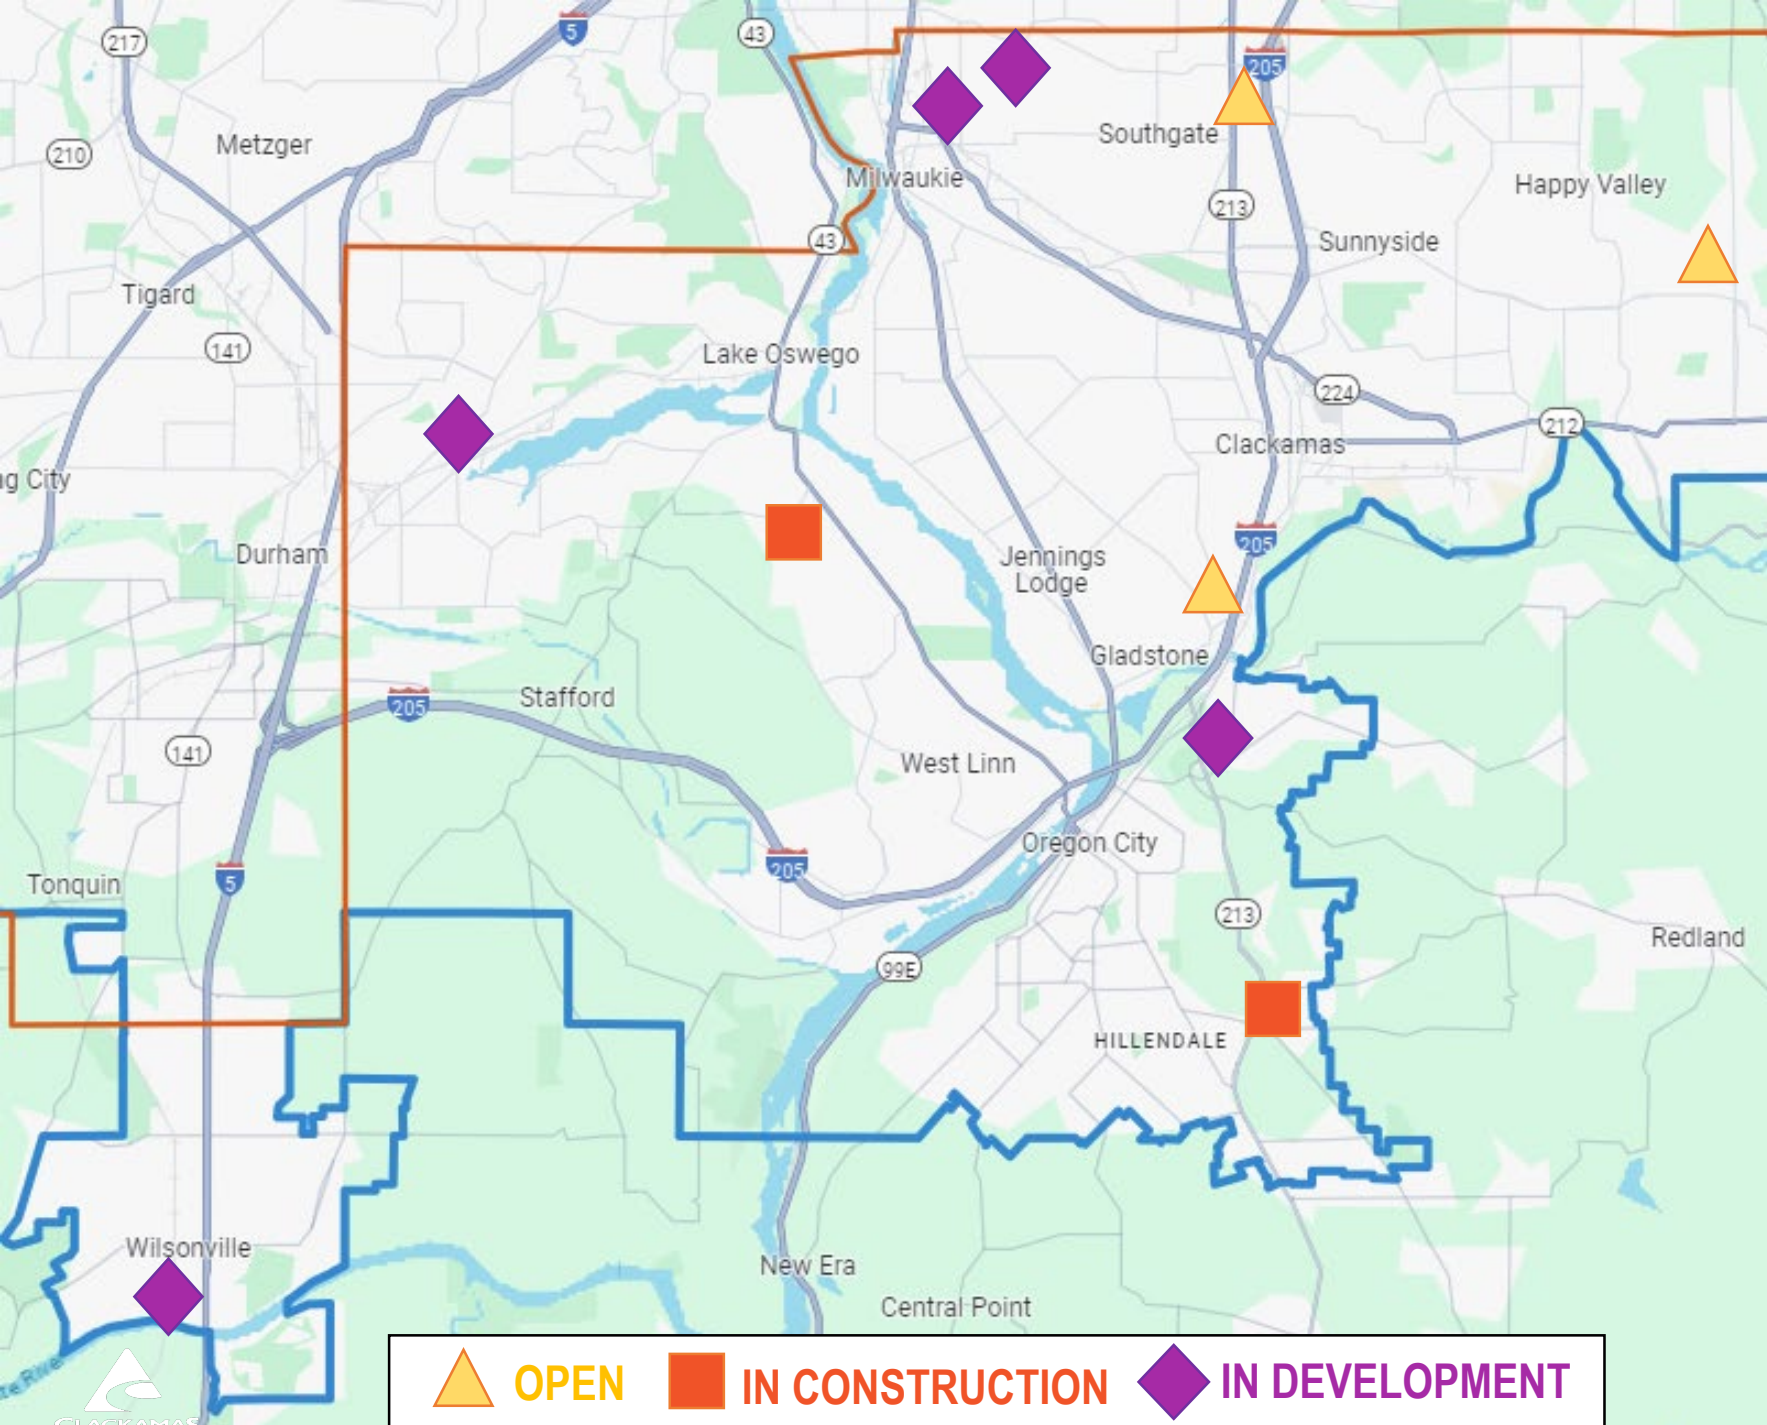 217
5
43
205
210
Metzger
Southgate
Milwaukie
Happy Valley
213
43
Sunnyside
Tigard
141
Lake Oswego
224
212
Clackamas
g City
205
Durham
Jennings
Lodge
Gladstone
Stafford
205
141
West Linn
Oregon City
205
5
Tonquin
213
Redland
99E
HILLENDALE
Wilsonville
New Era
Central Point
OPEN
IN CONSTRUCTION
IN DEVELOPMENT
CLACKAMAS